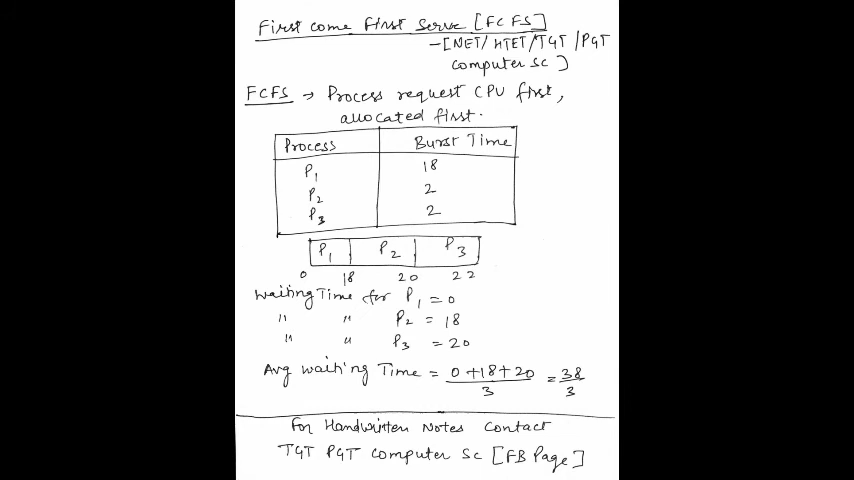 First come First Serve [FCFS]
-[NET/HTET/TGT/PGT
computer sc]
FCFS → Process request CPU first,
allocated first.
Process Burst Time
P1 18
P2 2
P3 2
P1 P2 P3
0 18 20 22
Waiting Time for P1 = 0
" " P2 = 18
" " P3 = 20
Avg waiting Time = 0+18+20/3 = 38/3
For Handwritten Notes Contact
TGT PGT Computer Sc [FB Page]